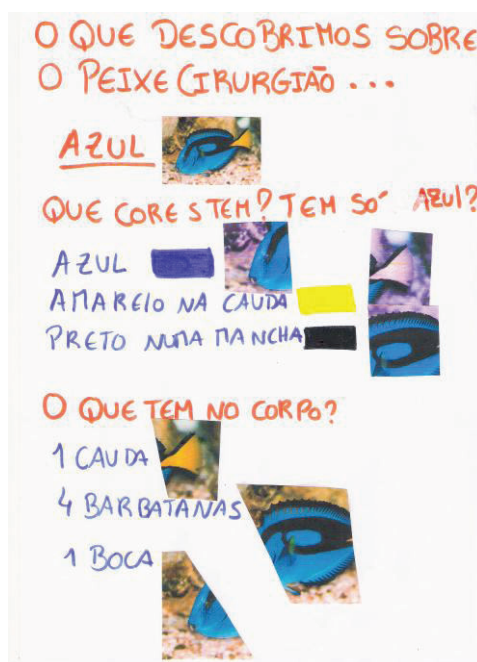 O QUE DESCOBRIMOS SOBRE
O PEIXE CIRURGIÃO ...
AZUL
QUE CORES TEM? TEM SÓ AZUL?
AZUL
AMARELO NA CAUDA
PRETO NUMA MANCHA
O QUE TEM NO CORPO?
1 CAUDA
4 BARBATANAS
1 BOCA